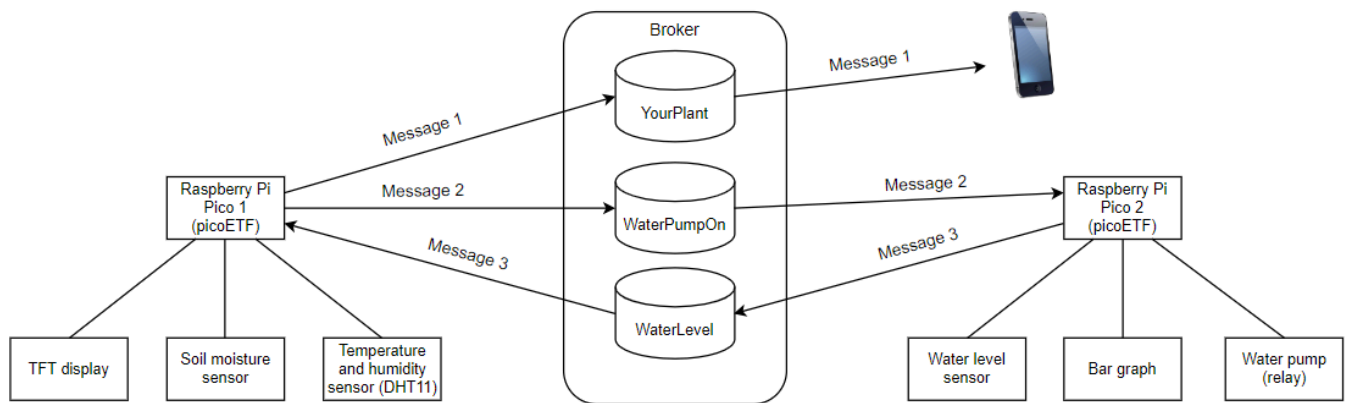 Broker
Message 1
YourPlant
Message 1
Raspberry Pi
Pico 1
(picoETF)
Message 2
WaterPumpOn
Message 2
Raspberry Pi
Pico 2
(picoETF)
Message 3
WaterLevel
Message 3
TFT display
Soil moisture
sensor
Temperature
and humidity
sensor (DHT11)
Water level
sensor
Bar graph
Water pump
(relay)